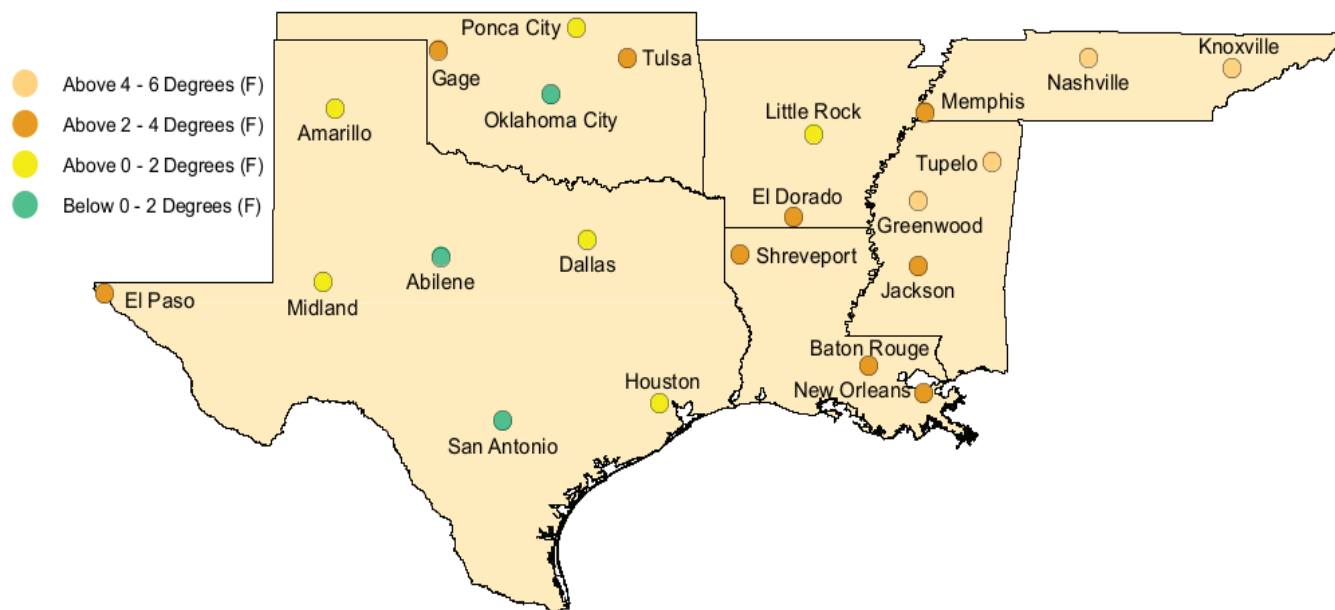 Above 4 - 6 Degrees (F)
Above 2 - 4 Degrees (F)
Above 0 - 2 Degrees (F)
Below 0 - 2 Degrees (F)
Ponca City
Gage
Tulsa
Amarillo
Oklahoma City
Little Rock
Memphis
Nashville
Knoxville
Tupelo
El Dorado
Greenwood
Shreveport
Dallas
Abilene
Jackson
El Paso
Midland
Baton Rouge
Houston
New Orleans
San Antonio